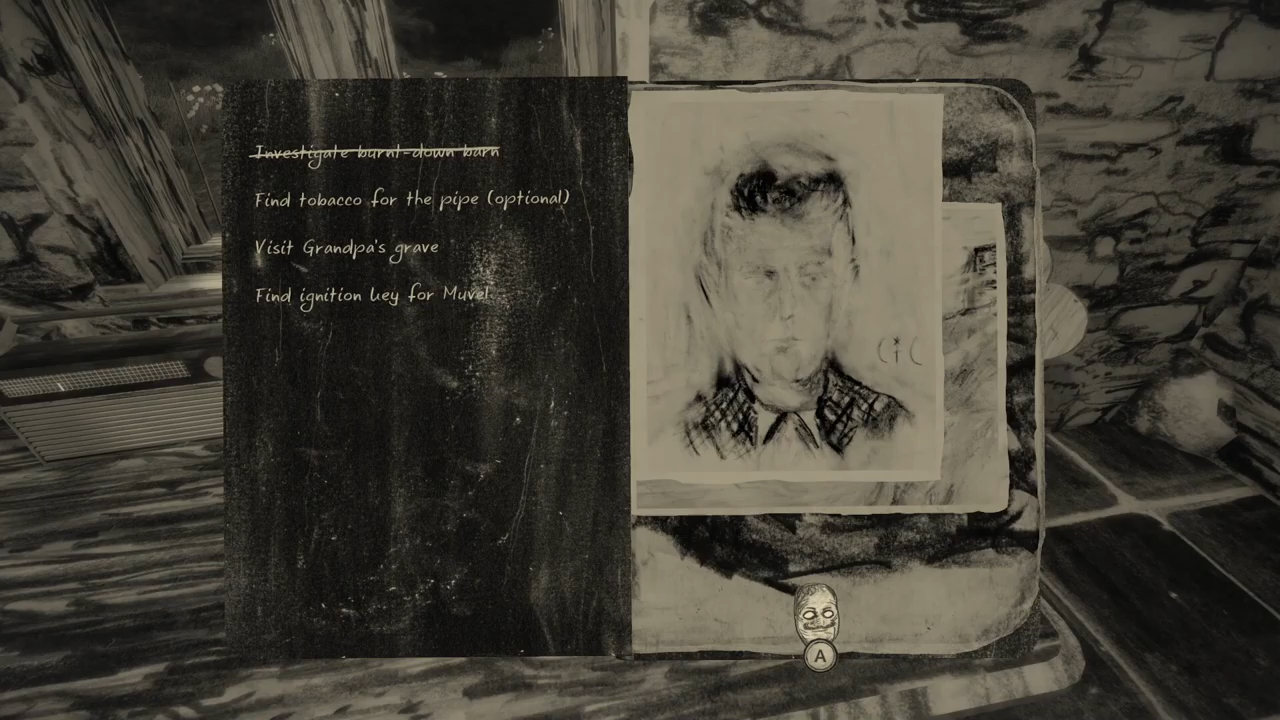 Investigate burnt-down barn
Find tobacco for the pipe (optional)
Visit Grandpa's grave
Find ignition key for Muvel
A